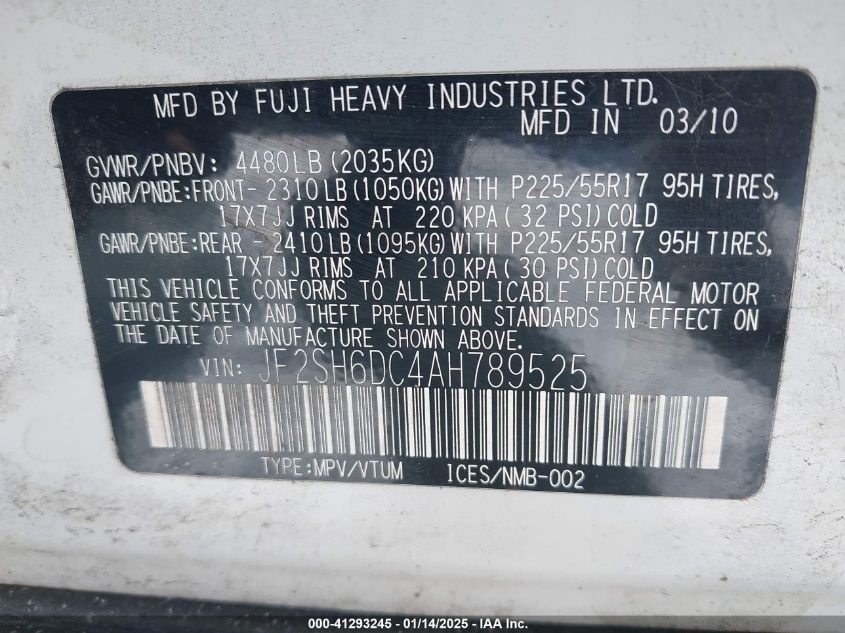 MFD BY FUJI HEAVY INDUSTRIES LTD.
MFD IN 03/10
GVWR/PNBV: 4480LB (2035KG)
GAWR/PNBE:FRONT- 2310LB(1050KG)WITH P225/55R17 95H TIRES,
17X7JJ RIMS AT 220 KPA(32 PSI)COLD
GAWR/PNBE:REAR - 2410LB(1095KG)WITH P225/55R17 95H TIRES,
17X7JJ RIMS AT 210 KPA(30 PSI)COLD
THIS VEHICLE CONFORMS TO ALL APPLICABLE FEDERAL MOTOR
VEHICLE SAFETY AND THEFT PREVENTION STANDARDS IN EFFECT ON
THE DATE OF MANUFACTURE SHOWN ABOVE.
VIN: JF2SH6DC4AH789525
TYPE:MPV/VTUM ICES/NMB-002
000-41293245 - 01/14/2025 - IAAI.COM